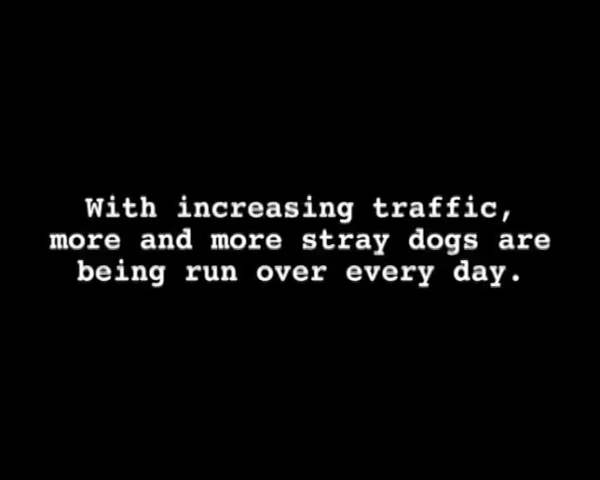 With increasing traffic,
more and more stray dogs are
being run over every day.